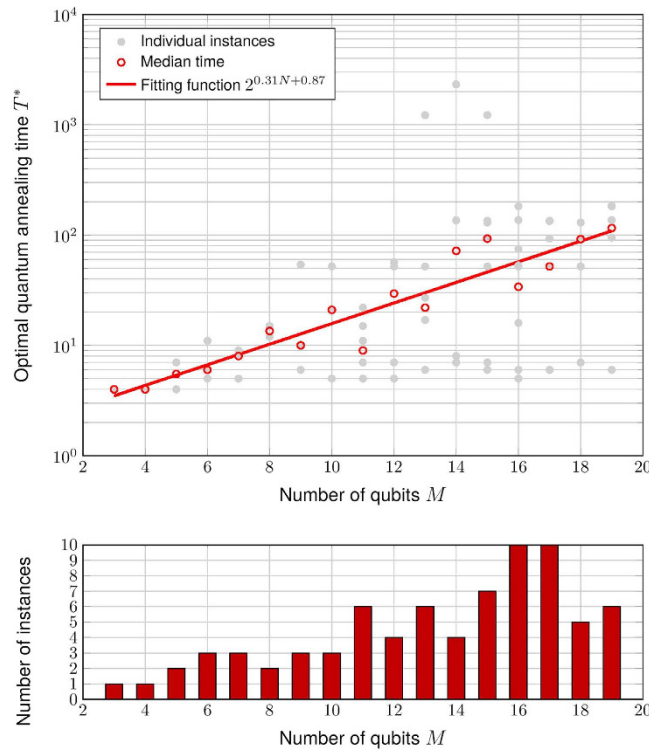 10^4
10^3
10^2
10^1
10^0
Optimal quantum annealing time T*
Individual instances
Median time
Fitting function 2^{0.31N+0.87}
2 4 6 8 10 12 14 16 18 20
Number of qubits M
10
9
8
7
6
5
4
3
2
1
0
Number of instances
2 4 6 8 10 12 14 16 18 20
Number of qubits M